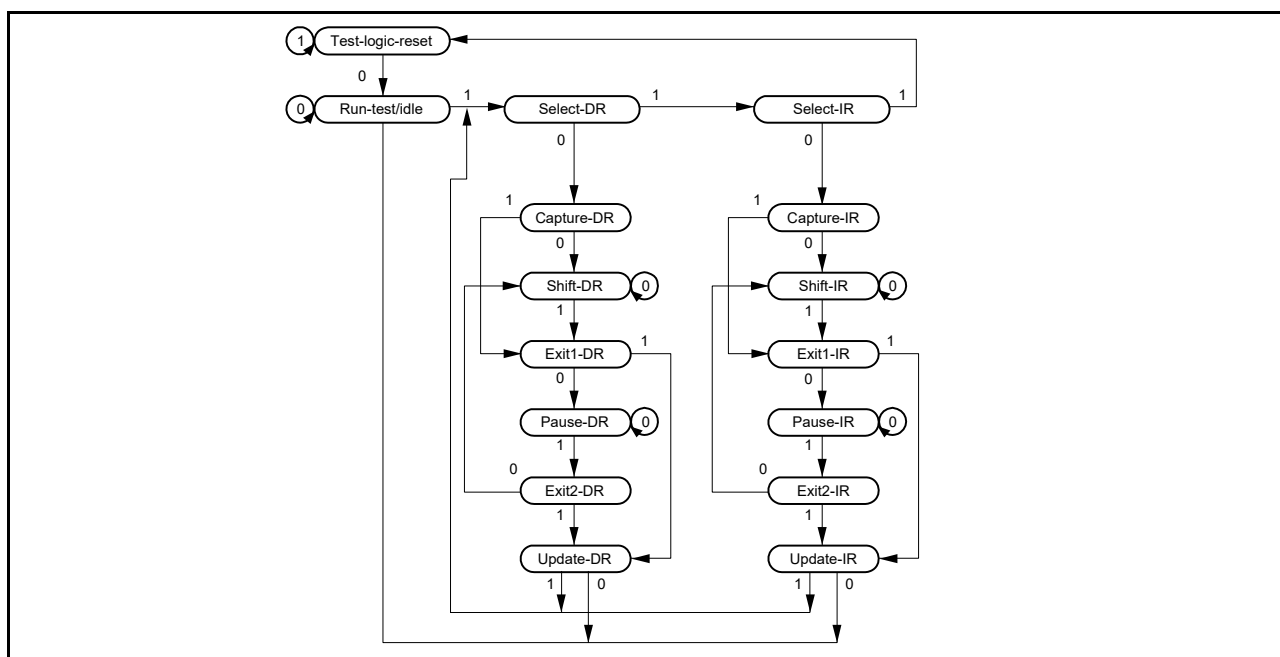 1 Test-logic-reset
0
0 Run-test/idle 1 Select-DR 1 Select-IR 1
0 0
1 1
Capture-DR Capture-IR
0 0
Shift-DR 0 Shift-IR 0
1 1
Exit1-DR 1 Exit1-IR 1
0 0
Pause-DR 0 Pause-IR 0
1 1
0 0
Exit2-DR Exit2-IR
1 1
Update-DR Update-IR
1 0 1 0